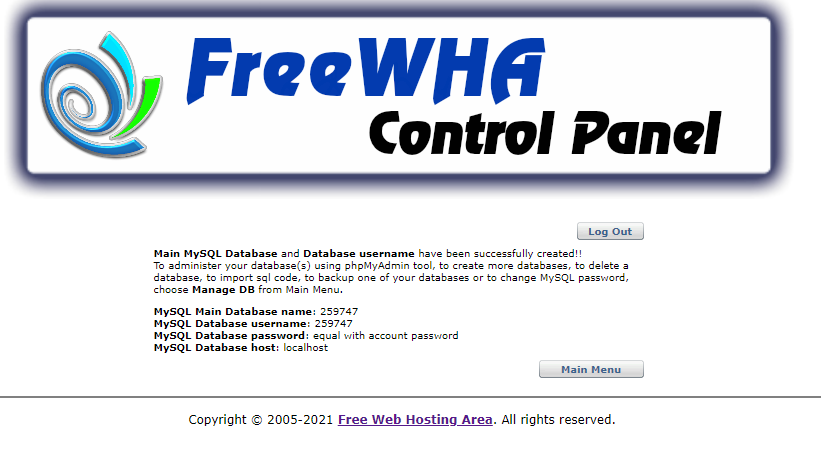 FreeWHA
Control Panel
Log Out
Main MySQL Database and Database username have been successfully created!!
To administer your database(s) using phpMyAdmin tool, to create more databases, to delete a
database, to import sql code, to backup one of your databases or to change MySQL password,
choose Manage DB from Main Menu.
MySQL Main Database name: 259747
MySQL Database username: 259747
MySQL Database password: equal with account password
MySQL Database host: localhost
Main Menu
Copyright © 2005-2021 Free Web Hosting Area. All rights reserved.